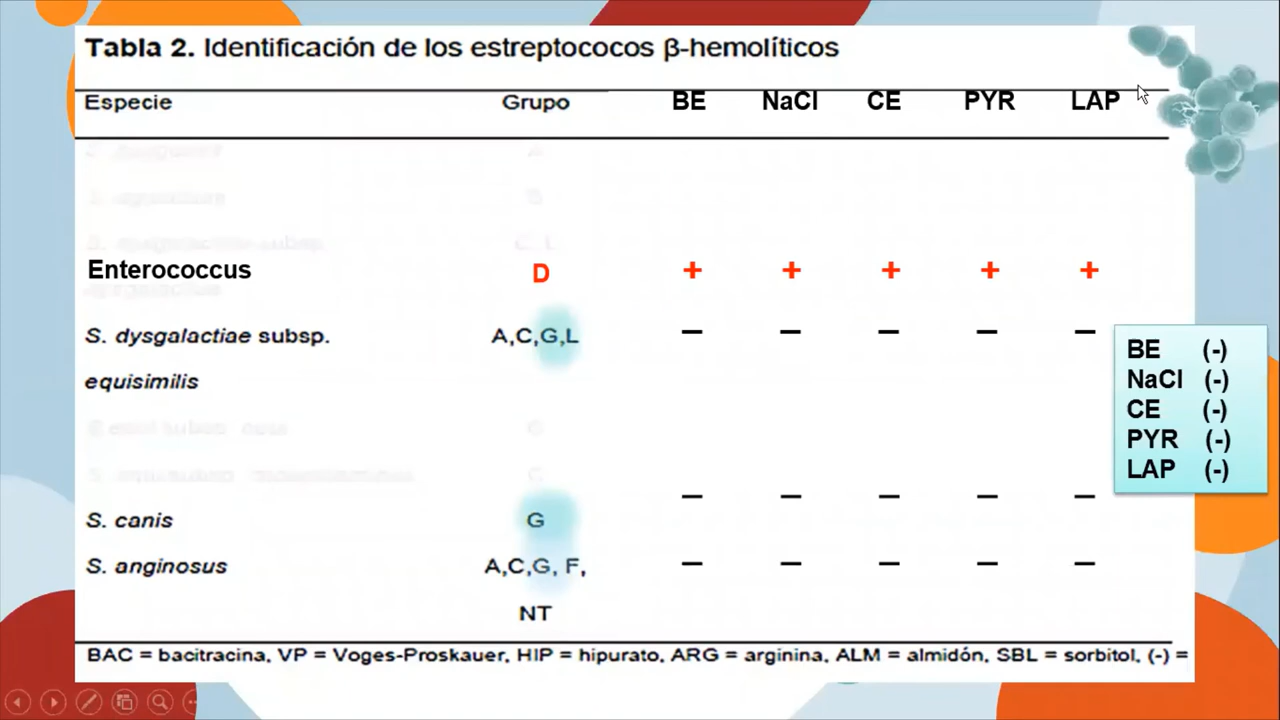 Tabla 2. Identificación de los estreptococos β-hemolíticos
Especie Grupo BE NaCl CE PYR LAP
Enterococcus D + + + + +
S. dysgalactiae subsp. A,C,G,L – – – – –
equisimilis
BE (-)
NaCl (-)
CE (-)
PYR (-)
LAP (-)
– – – – –
S. canis G
S. anginosus A,C,G, F, – – – – –
NT
BAC = bacitracina, VP = Voges-Proskauer, HIP = hipurato, ARG = arginina, ALM = almidón, SBL = sorbitol, (-) =